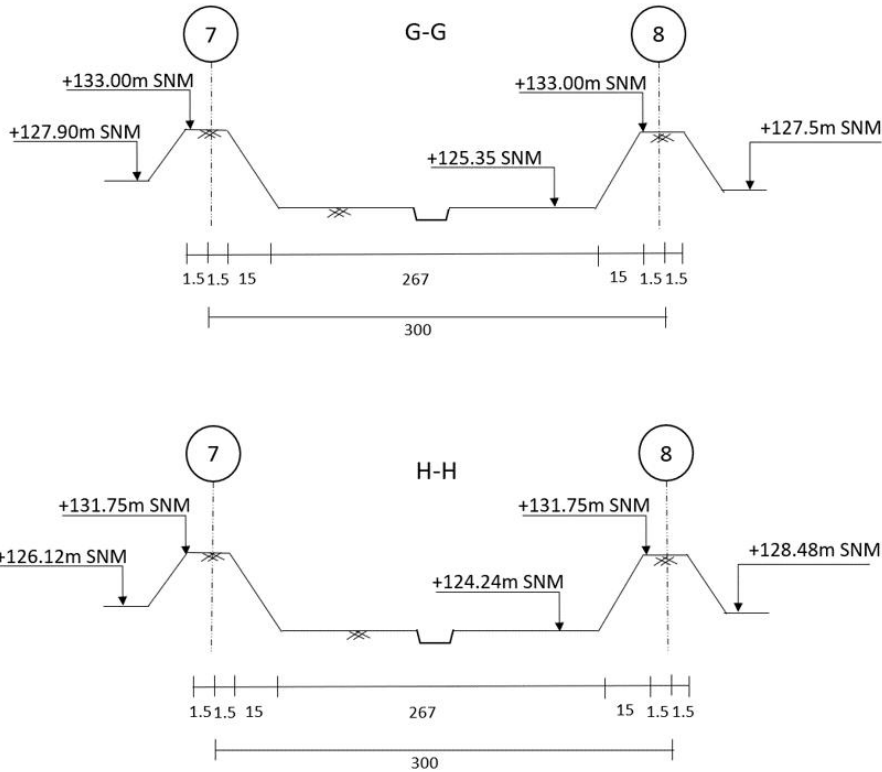 7
G-G
8
+133.00m SNM
+133.00m SNM
+127.90m SNM
+127.5m SNM
+125.35 SNM
1.5 1.5 15 267 15 1.5 1.5
300
7
H-H
8
+131.75m SNM
+131.75m SNM
+126.12m SNM
+128.48m SNM
+124.24m SNM
1.5 1.5 15 267 15 1.5 1.5
300